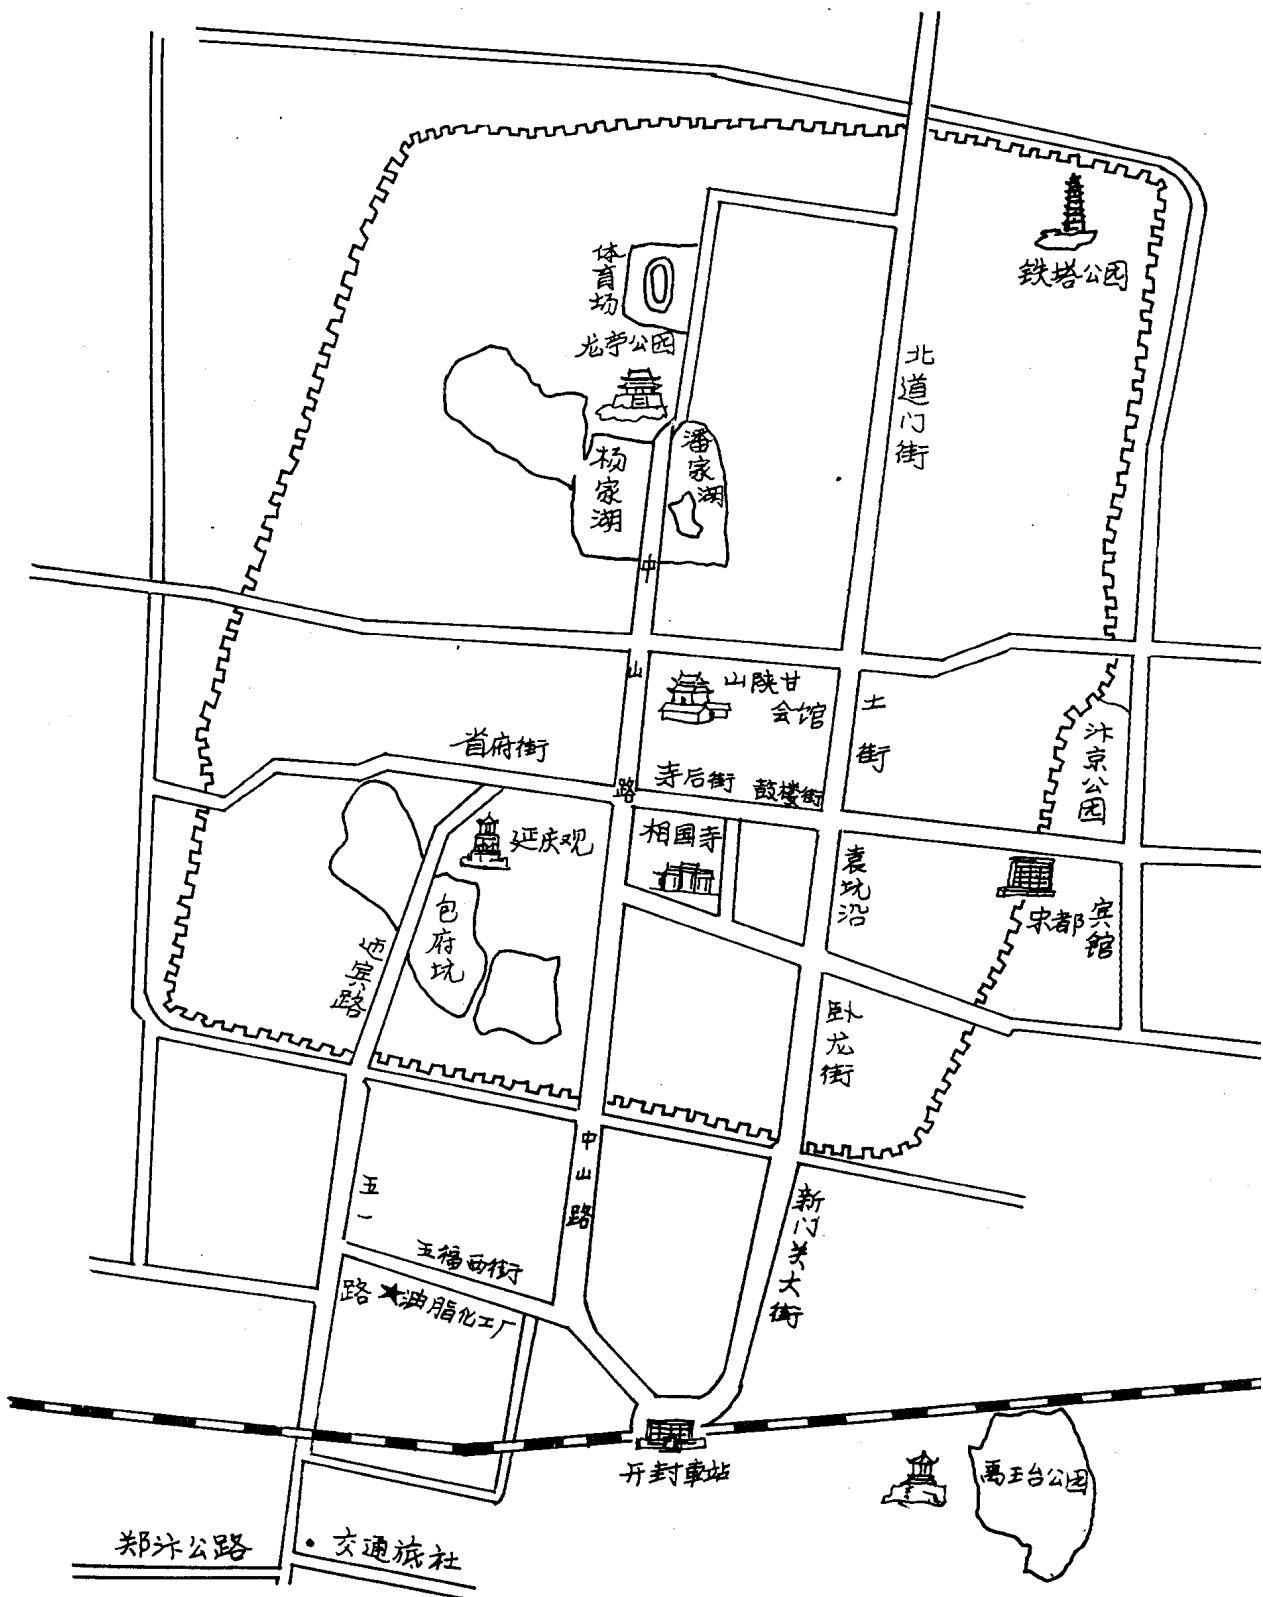 铁塔公园
体育场
龙亭公园
北道门街
杨家湖
潘家湖
中山路
山陕甘
会馆
土街
汴京公园
省府街
寺后街
鼓楼街
相国寺
延庆观
袁坑沿
宋都宾馆
包府坑
迎宾路
卧龙街
中山路
五一路
新门关大街
五福西街
油脂化工厂
开封車站
禹王台公园
郑汴公路
交通旅社